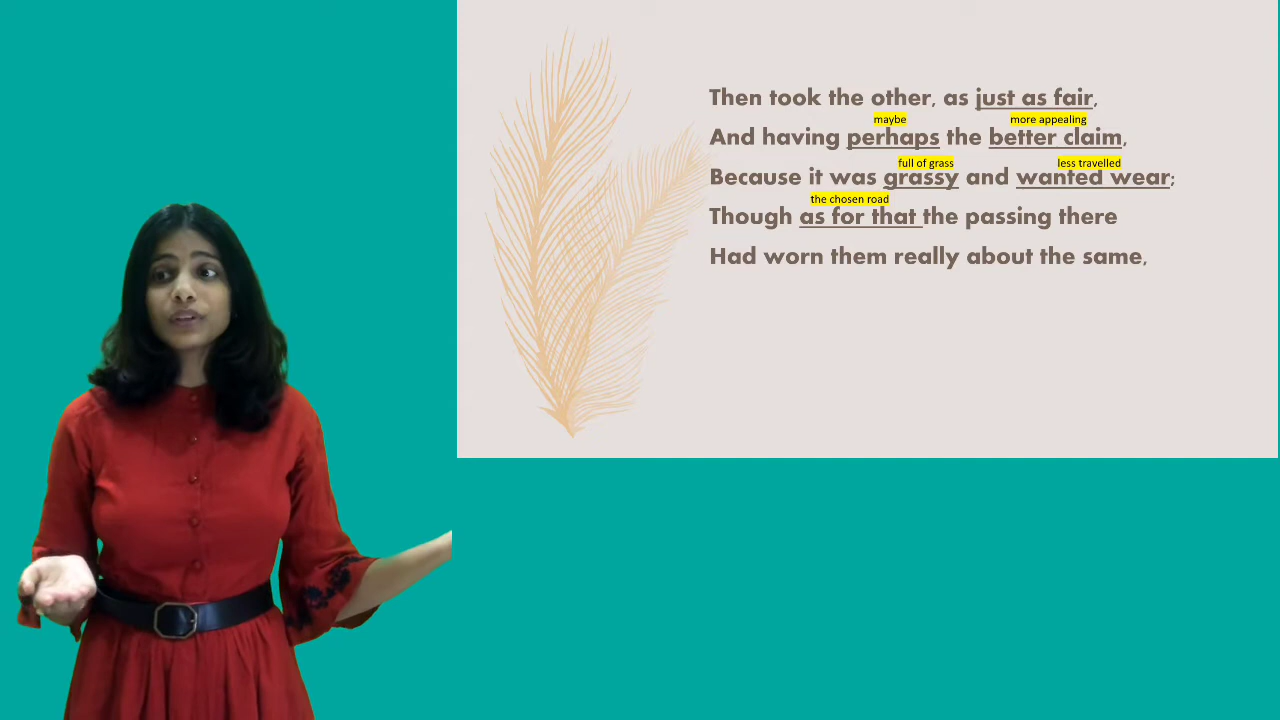 Then took the other, as just as fair,
maybe more appealing
And having perhaps the better claim,
full of grass less travelled
Because it was grassy and wanted wear;
the chosen road
Though as for that the passing there
Had worn them really about the same,